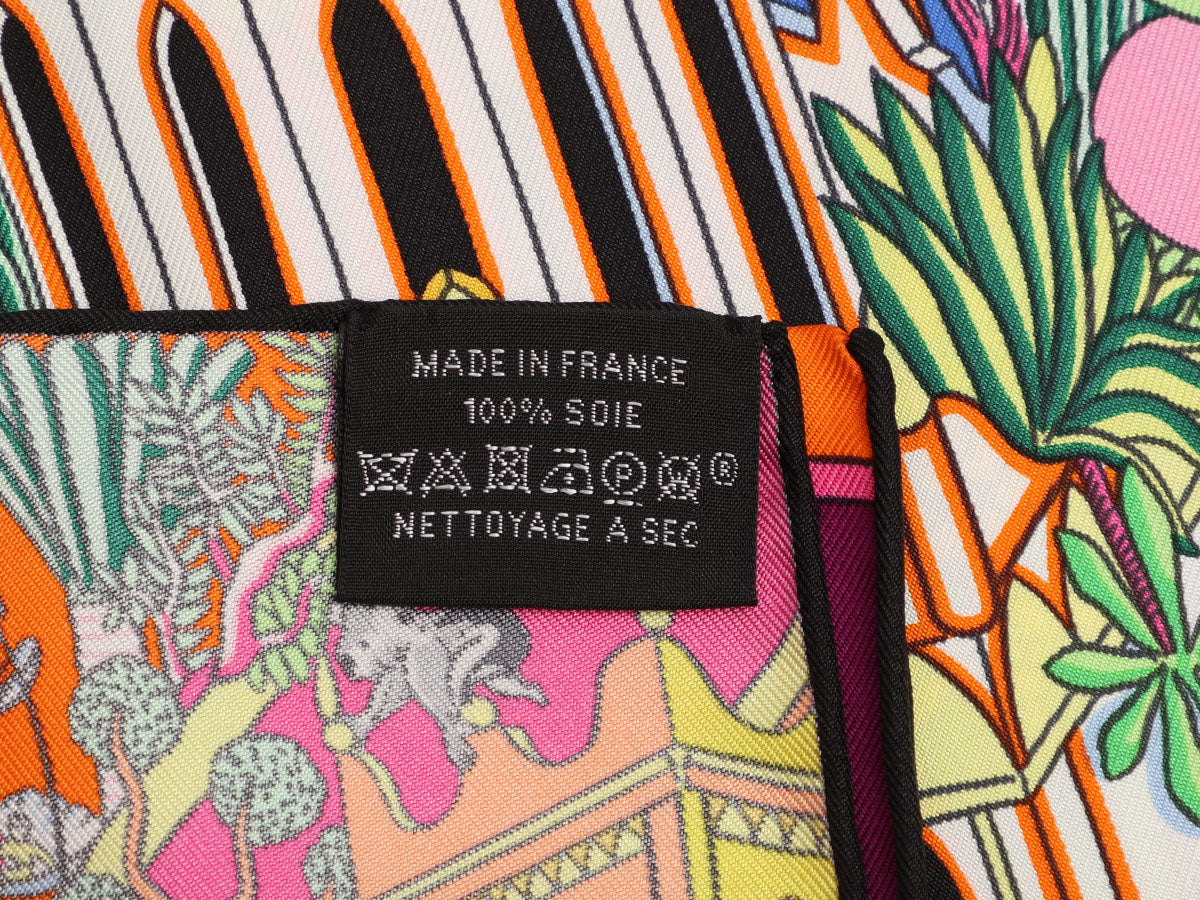 MADE IN FRANCE
100% SOIE
P ®
NETTOYAGE A SEC